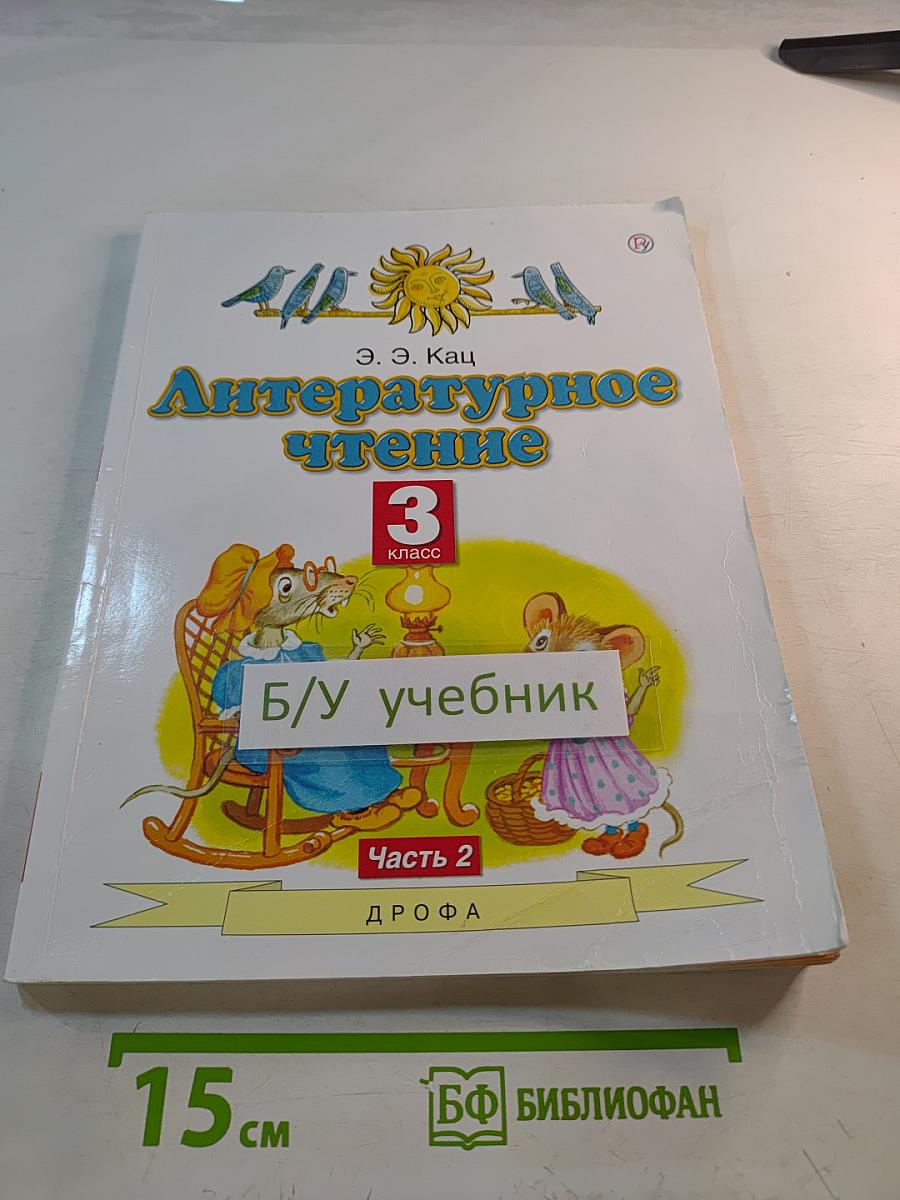 Э. Э. Кац
Литературное
чтение
3
класс
Б/У учебник
Часть 2
ДРОФА
15 см
БФ БИБЛИОФАН